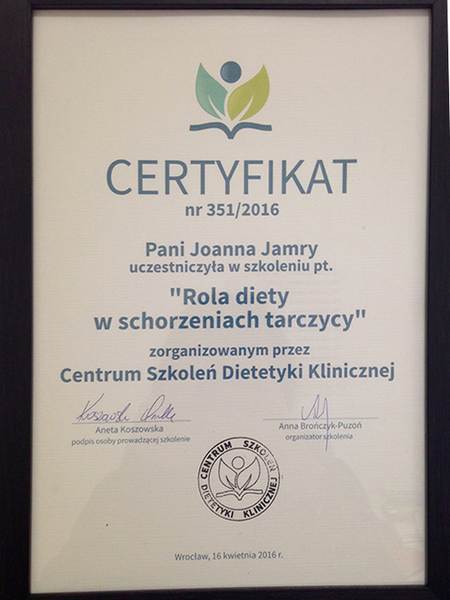 CERTYFIKAT
nr 351/2016
Pani Joanna Jamry
uczestniczyła w szkoleniu pt.
"Rola diety
w schorzeniach tarczycy"
zorganizowanym przez
Centrum Szkoleń Dietetyki Klinicznej
Aneta Koszowska
podpis osoby prowadzącej szkolenie
Anna Brończyk-Puzoń
organizator szkolenia
CENTRUM SZKOLEŃ
DIETETYKI KLINICZNEJ
Wrocław, 16 kwietnia 2016 r.